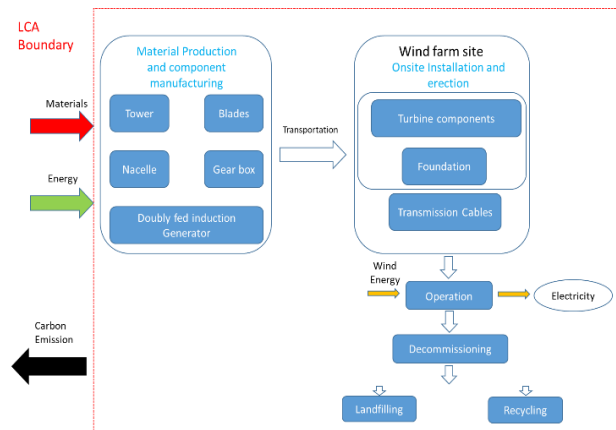 LCA
Boundary
Materials
Energy
Carbon
Emission
Material Production
and component
manufacturing
Tower
Blades
Nacelle
Gear box
Doubly fed induction
Generator
Transportation
Wind farm site
Onsite Installation and
erection
Turbine components
Foundation
Transmission Cables
Wind
Energy
Operation
Electricity
Decommissioning
Landfilling
Recycling